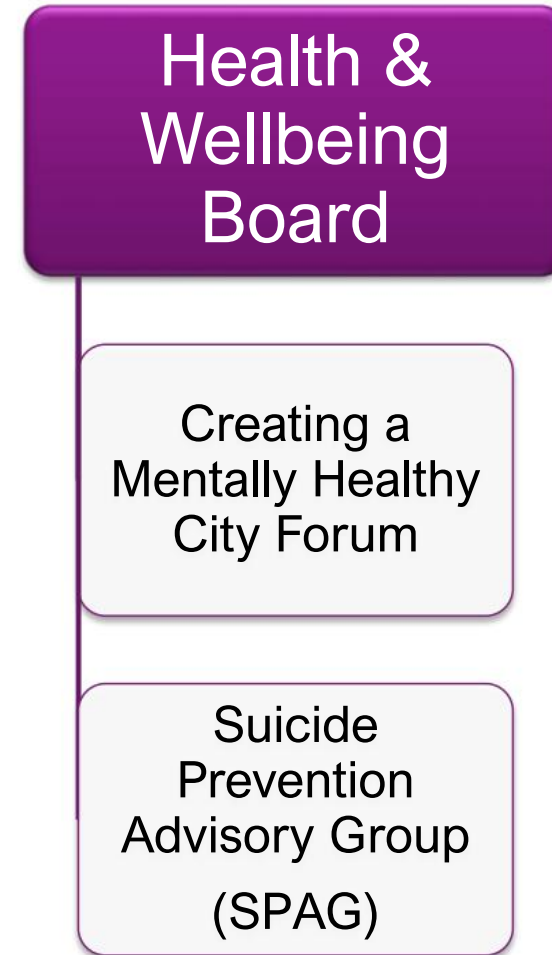 Health &
Wellbeing
Board
Creating a
Mentally Healthy
City Forum
Suicide
Prevention
Advisory Group
(SPAG)